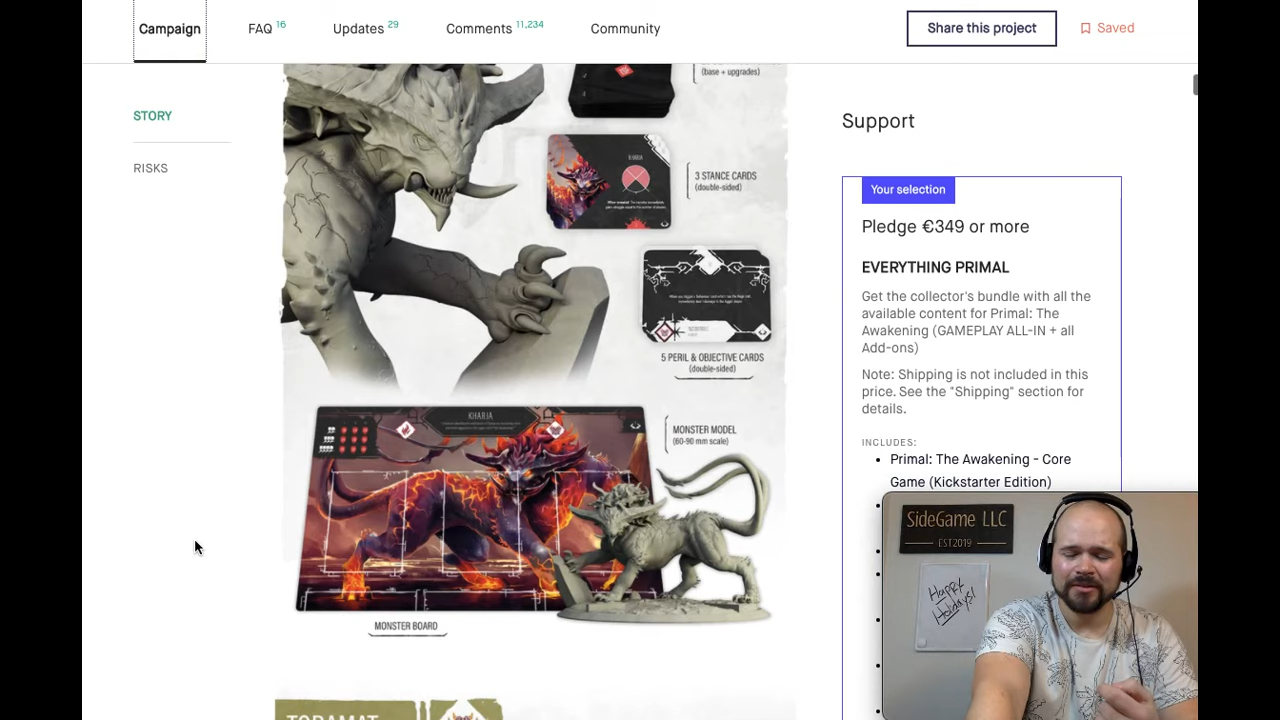 Campaign
FAQ 16
Updates 29
Comments 11,234
Community
Share this project
Saved
STORY
RISKS
(base + upgrades)
KHARJA
3 STANCE CARDS
(double-sided)
5 PERIL & OBJECTIVE CARDS
(double-sided)
KHARJA
MONSTER MODEL
(60-90 mm scale)
MONSTER BOARD
TORAMAT
Support
Your selection
Pledge €349 or more
EVERYTHING PRIMAL
Get the collector's bundle with all the
available content for Primal: The
Awakening (GAMEPLAY ALL-IN + all
Add-ons)
Note: Shipping is not included in this
price. See the "Shipping" section for
details.
INCLUDES:
• Primal: The Awakening - Core
Game (Kickstarter Edition)
SideGame LLC
EST.2019
Happy
Holidays!